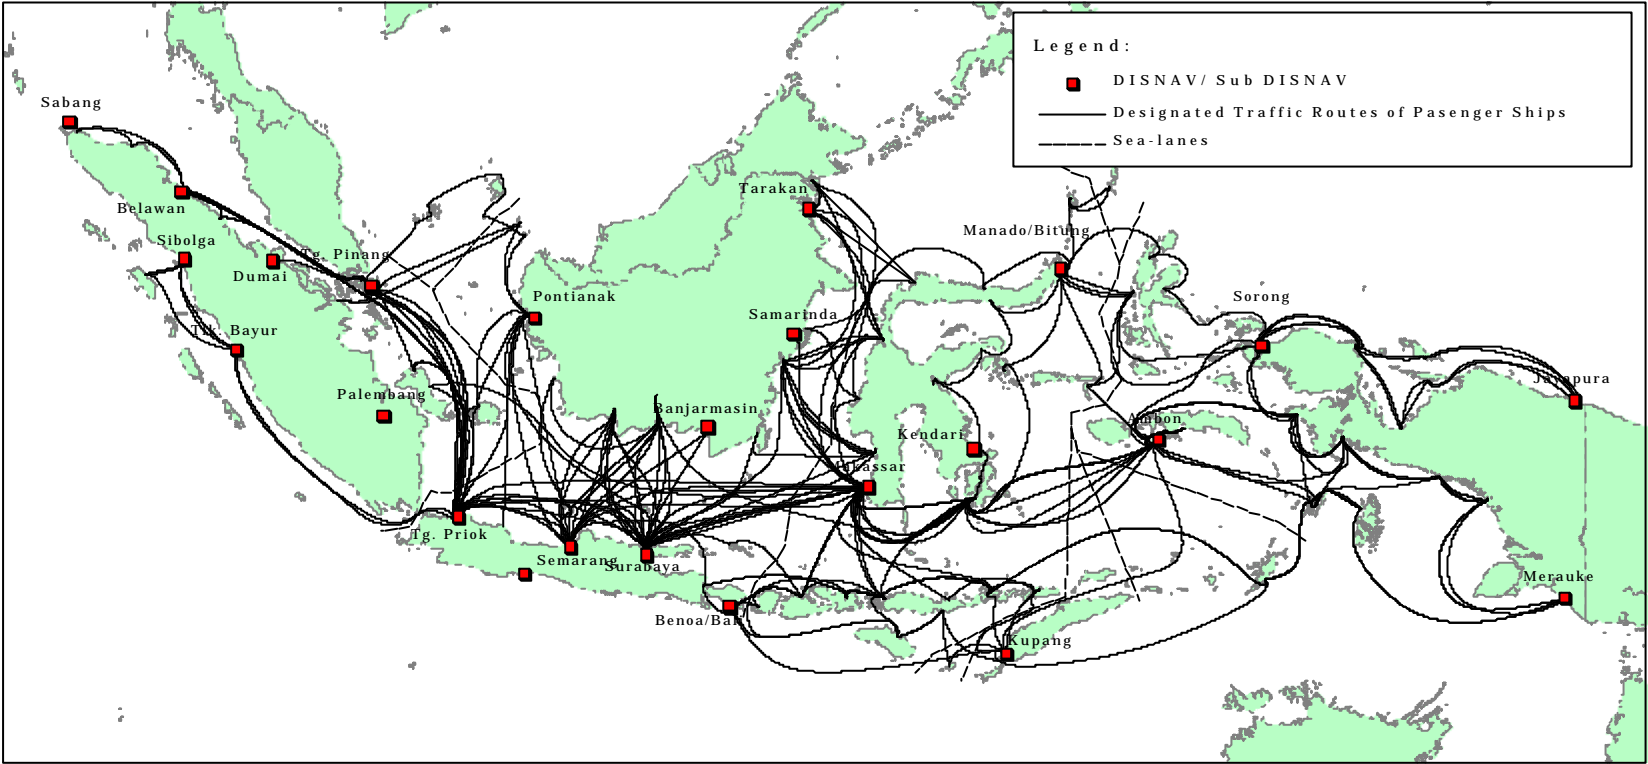 Legend:
DISNAV/ Sub DISNAV
Designated Traffic Routes of Pasenger Ships
Sea-lanes
Sabang
Belawan
Tarakan
Manado/Bitung
Sibolga
Tg. Pinang
Dumai
Pontianak
Sorong
Samarinda
Tlk. Bayur
Jayapura
Palembang
Banjarmasin
Ambon
Kendari
Makassar
Tg. Priok
Semarang
Surabaya
Merauke
Benoa/Bali
Kupang